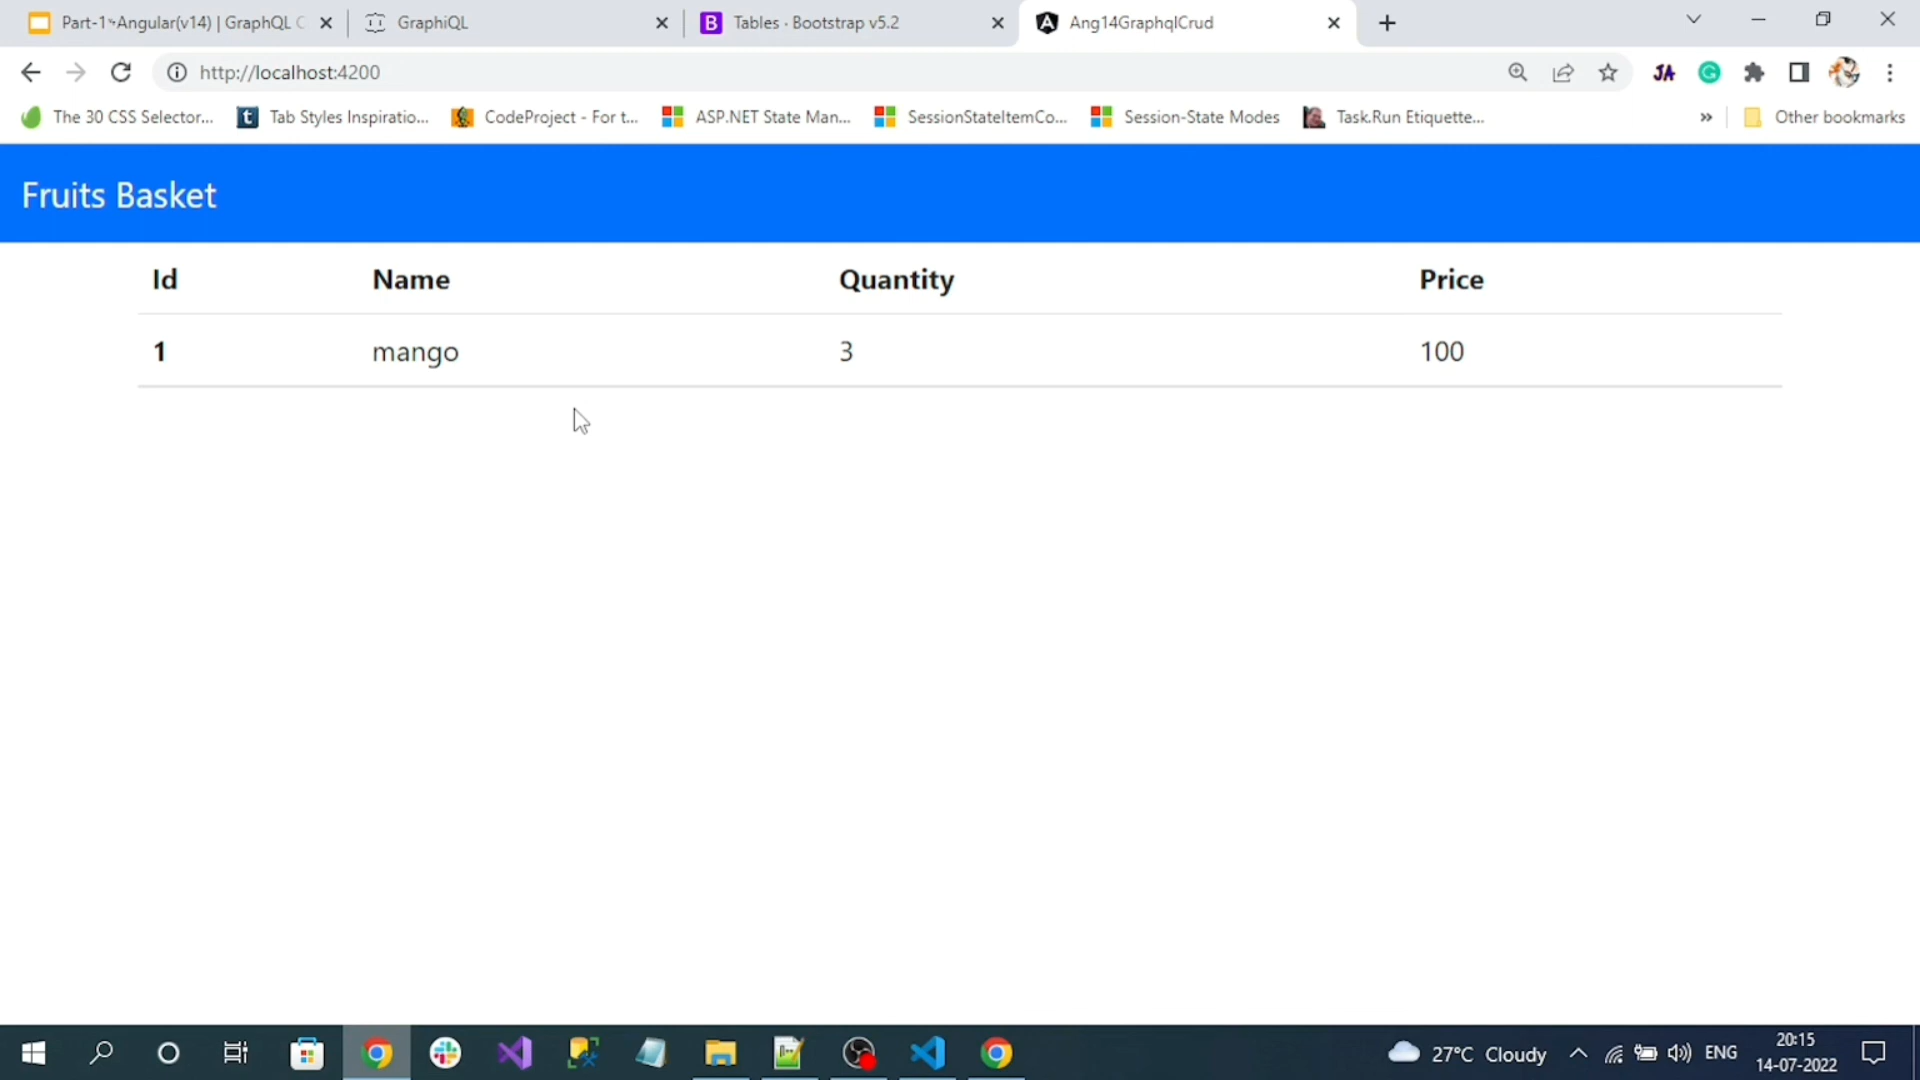 Part-1~Angular(v14) | GraphQL C
GraphiQL
Tables · Bootstrap v5.2
Ang14GraphqlCrud
http://localhost:4200
The 30 CSS Selector...
Tab Styles Inspiratio...
CodeProject - For t...
ASP.NET State Man...
SessionStateItemCo...
Session-State Modes
Task.Run Etiquette...
»
Other bookmarks
Fruits Basket
Id Name Quantity Price
1 mango 3 100
27°C Cloudy
ENG
20:15
14-07-2022